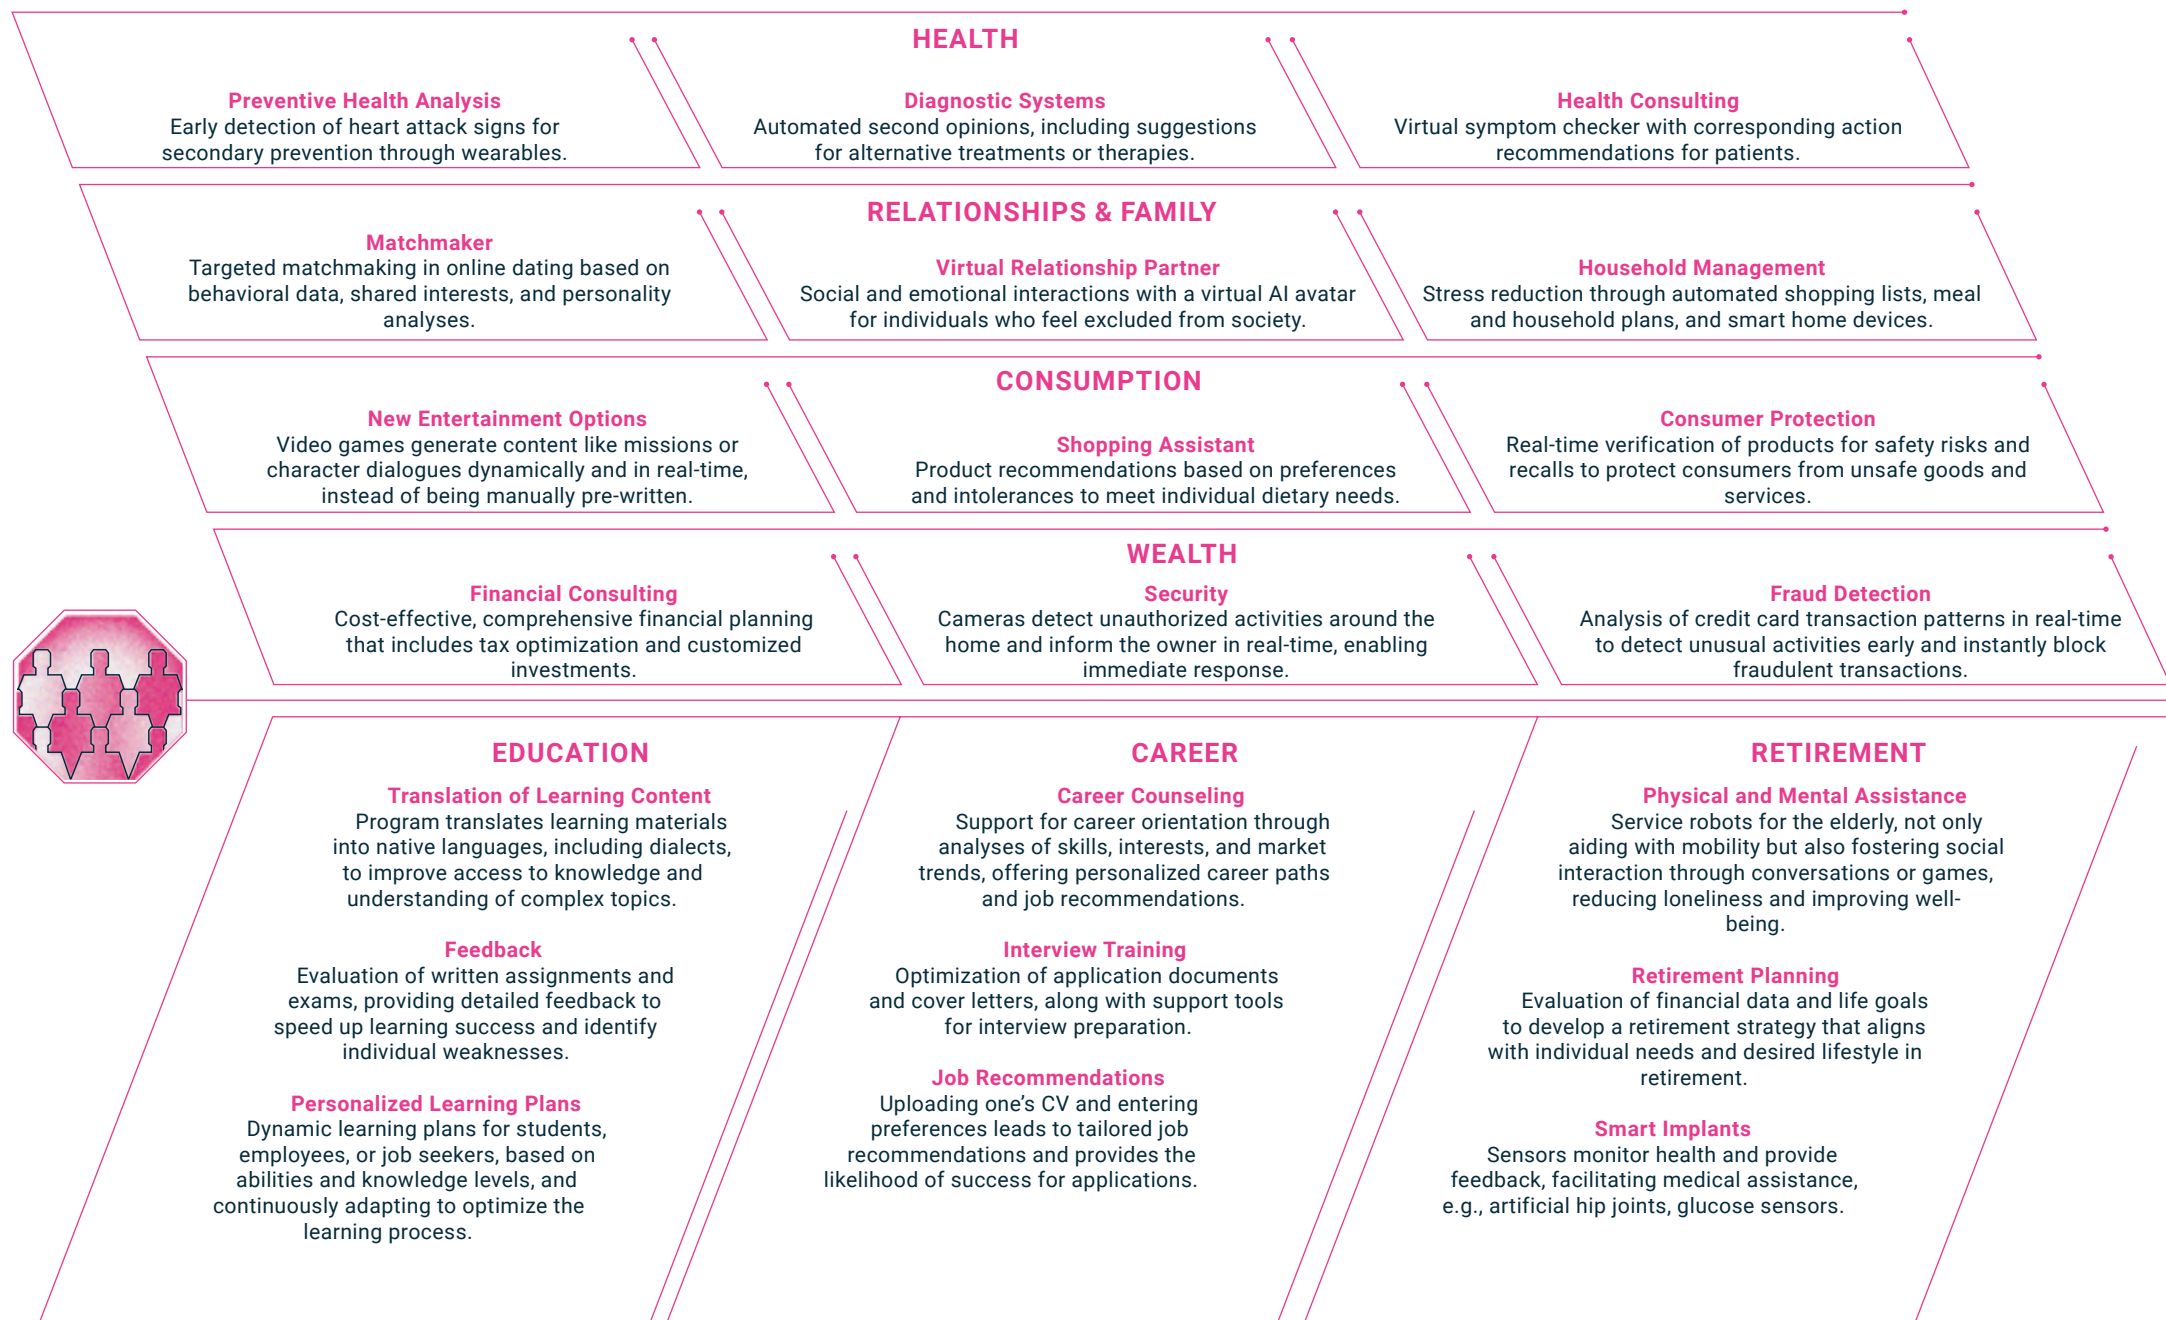 HEALTH
Preventive Health Analysis
Early detection of heart attack signs for
secondary prevention through wearables.
Diagnostic Systems
Automated second opinions, including suggestions
for alternative treatments or therapies.
Health Consulting
Virtual symptom checker with corresponding action
recommendations for patients.
RELATIONSHIPS & FAMILY
Matchmaker
Targeted matchmaking in online dating based on
behavioral data, shared interests, and personality
analyses.
Virtual Relationship Partner
Social and emotional interactions with a virtual AI avatar
for individuals who feel excluded from society.
Household Management
Stress reduction through automated shopping lists, meal
and household plans, and smart home devices.
CONSUMPTION
New Entertainment Options
Video games generate content like missions or
character dialogues dynamically and in real-time,
instead of being manually pre-written.
Shopping Assistant
Product recommendations based on preferences
and intolerances to meet individual dietary needs.
Consumer Protection
Real-time verification of products for safety risks and
recalls to protect consumers from unsafe goods and
services.
WEALTH
Financial Consulting
Cost-effective, comprehensive financial planning
that includes tax optimization and customized
investments.
Security
Cameras detect unauthorized activities around the
home and inform the owner in real-time, enabling
immediate response.
Fraud Detection
Analysis of credit card transaction patterns in real-time
to detect unusual activities early and instantly block
fraudulent transactions.
EDUCATION
Translation of Learning Content
Program translates learning materials
into native languages, including dialects,
to improve access to knowledge and
understanding of complex topics.
Feedback
Evaluation of written assignments and
exams, providing detailed feedback to
speed up learning success and identify
individual weaknesses.
Personalized Learning Plans
Dynamic learning plans for students,
employees, or job seekers, based on
abilities and knowledge levels, and
continuously adapting to optimize the
learning process.
CAREER
Career Counseling
Support for career orientation through
analyses of skills, interests, and market
trends, offering personalized career paths
and job recommendations.
Interview Training
Optimization of application documents
and cover letters, along with support tools
for interview preparation.
Job Recommendations
Uploading one’s CV and entering
preferences leads to tailored job
recommendations and provides the
likelihood of success for applications.
RETIREMENT
Physical and Mental Assistance
Service robots for the elderly, not only
aiding with mobility but also fostering social
interaction through conversations or games,
reducing loneliness and improving well-
being.
Retirement Planning
Evaluation of financial data and life goals
to develop a retirement strategy that aligns
with individual needs and desired lifestyle in
retirement.
Smart Implants
Sensors monitor health and provide
feedback, facilitating medical assistance,
e.g., artificial hip joints, glucose sensors.